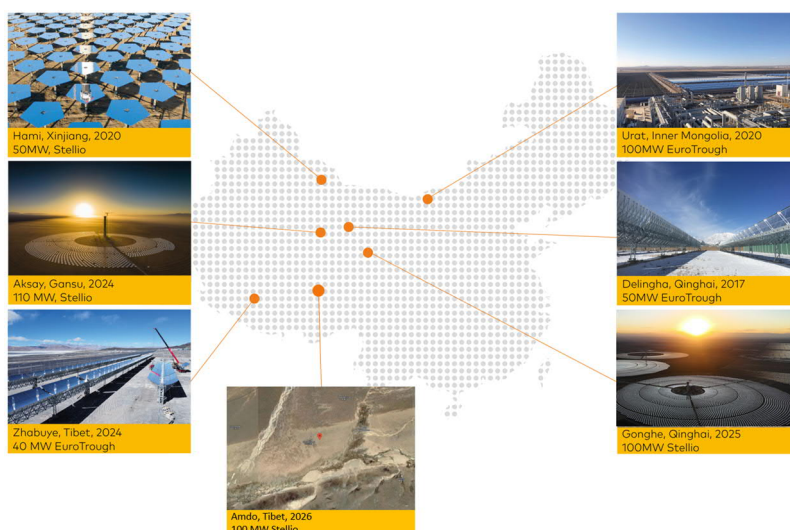 Hami, Xinjiang, 2020
50MW, Stellio
Urat, Inner Mongolia, 2020
100MW EuroTrough
Aksay, Gansu, 2024
110 MW, Stellio
Delingha, Qinghai, 2017
50MW EuroTrough
Zhabuye, Tibet, 2024
40 MW EuroTrough
Gonghe, Qinghai, 2025
100MW Stellio
Amdo, Tibet, 2026
100 MW Stellio